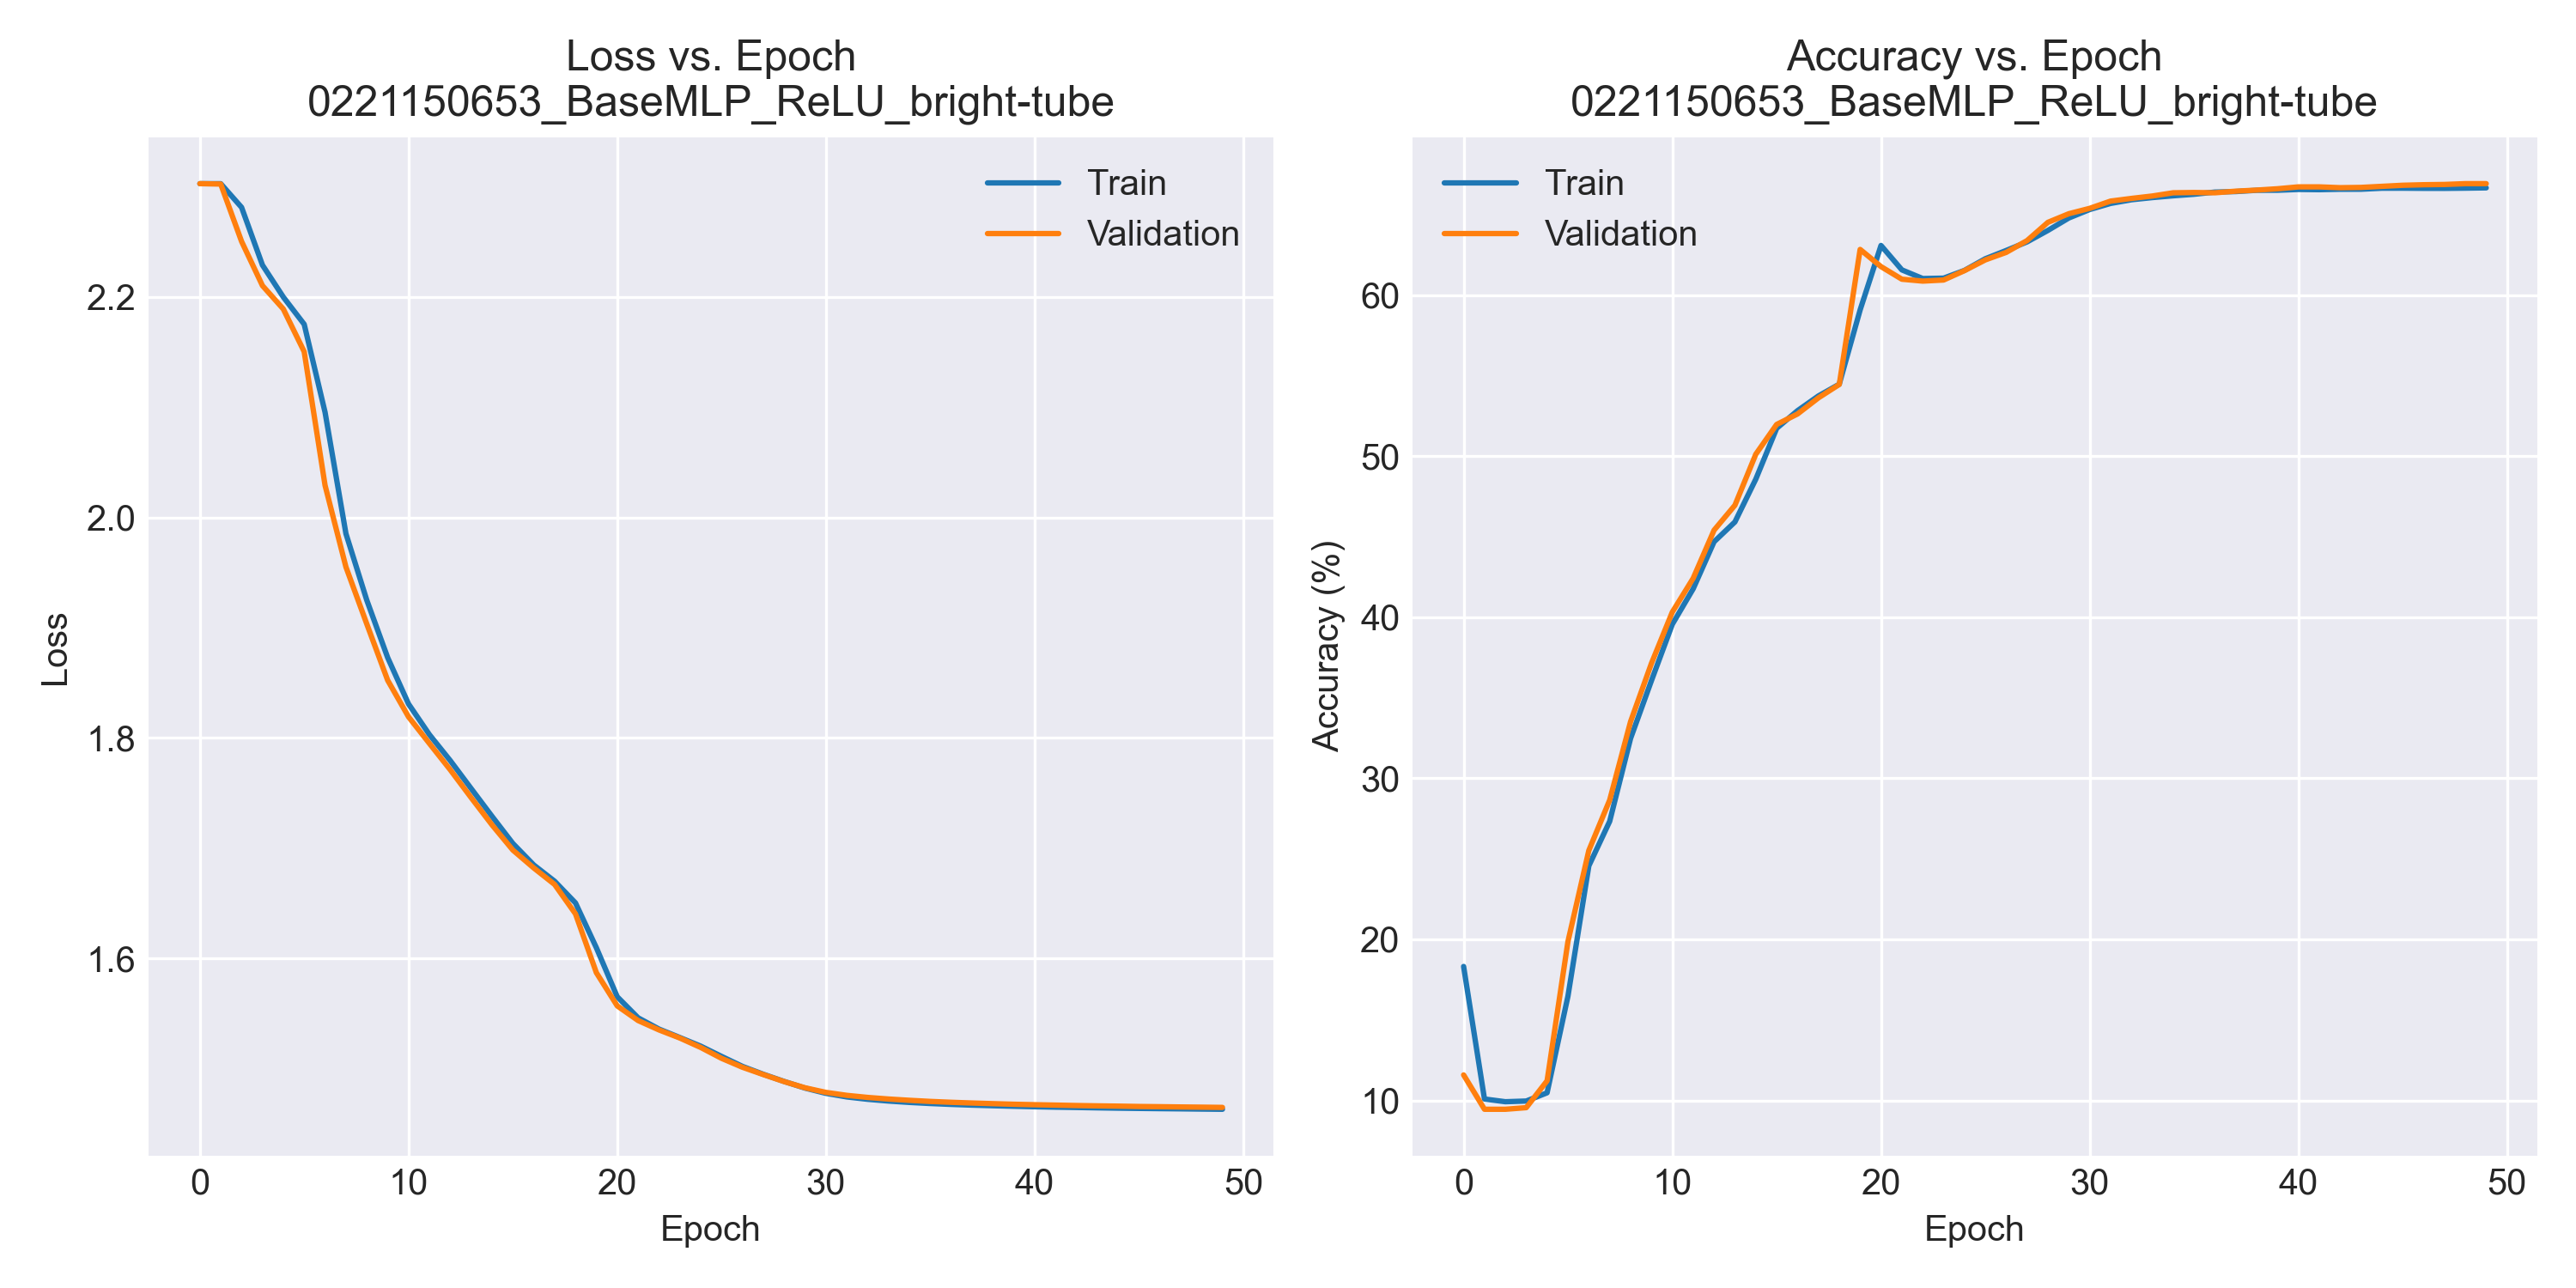 Loss vs. Epoch
0221150653_BaseMLP_ReLU_bright-tube
Train
Validation
2.2
2.0
1.8
1.6
Loss
0 10 20 30 40 50
Epoch
Accuracy vs. Epoch
0221150653_BaseMLP_ReLU_bright-tube
Train
Validation
60
50
40
30
20
10
Accuracy (%)
0 10 20 30 40 50
Epoch